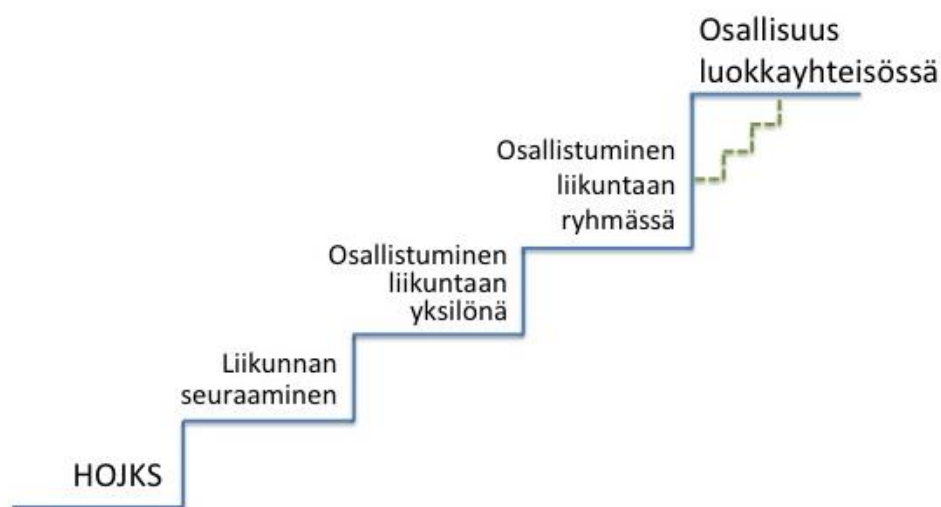 Osallisuus
luokkayhteisössä
Osallistuminen
liikuntaan
ryhmässä
Osallistuminen
liikuntaan
yksilönä
Liikunnan
seuraaminen
HOJKS